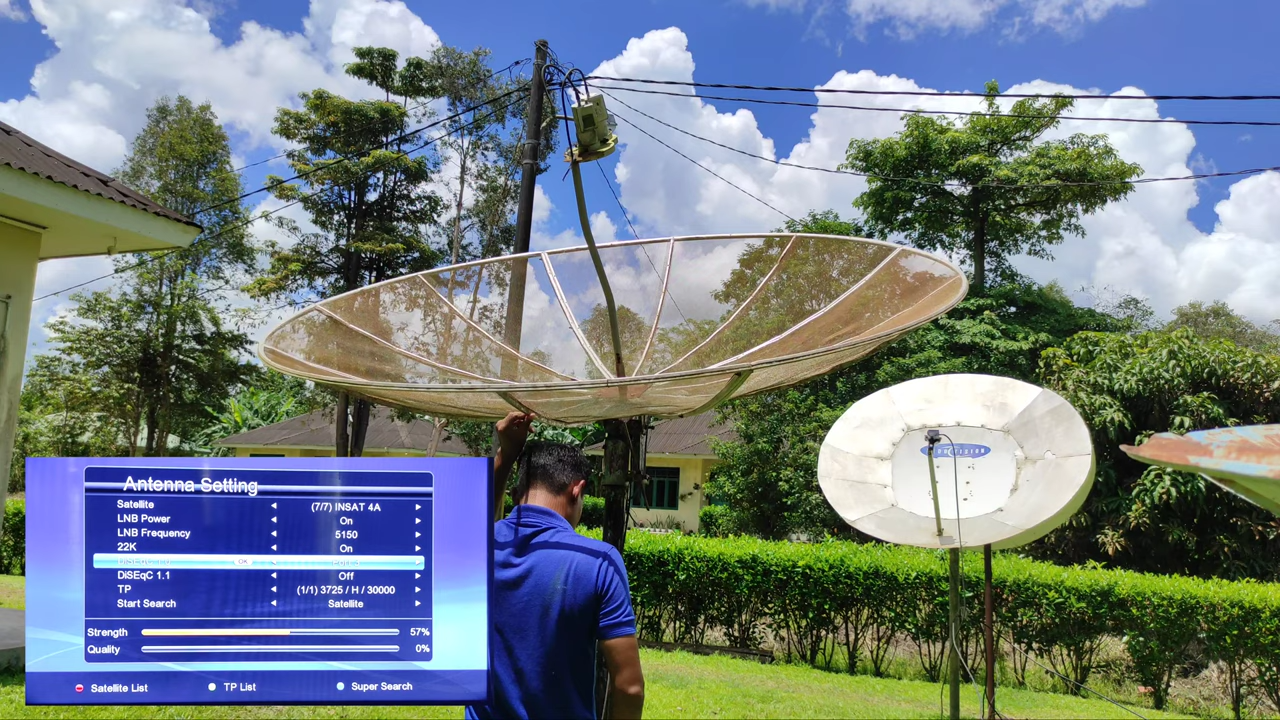 Antenna Setting
Satellite (7/7) INSAT 4A
LNB Power On
LNB Frequency 5150
22K On
OK
DiSEqC 1.1 Off
TP (1/1) 3725 / H / 30000
Start Search Satellite
Strength 57%
Quality 0%
Satellite List TP List Super Search